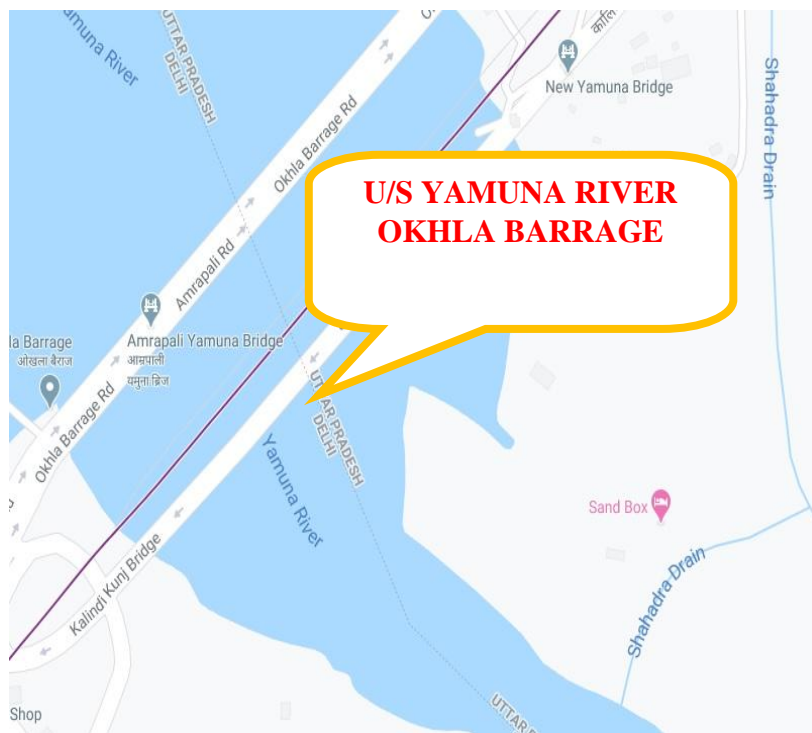 Yamuna River
UTTAR PRADESH
DELHI
Okhla Barrage Rd
New Yamuna Bridge
Shahadra Drain
U/S YAMUNA RIVER
OKHLA BARRAGE
Amrapali Rd
Amrapali Yamuna Bridge
आम्रपाली
यमुना ब्रिज
la Barrage
ओखला बैराज
Okhla Barrage Rd
UTTAR PRADESH
DELHI
Yamuna River
Sand Box
Kalindi Kunj Bridge
Shahadra Drain
Shop
UTTAR